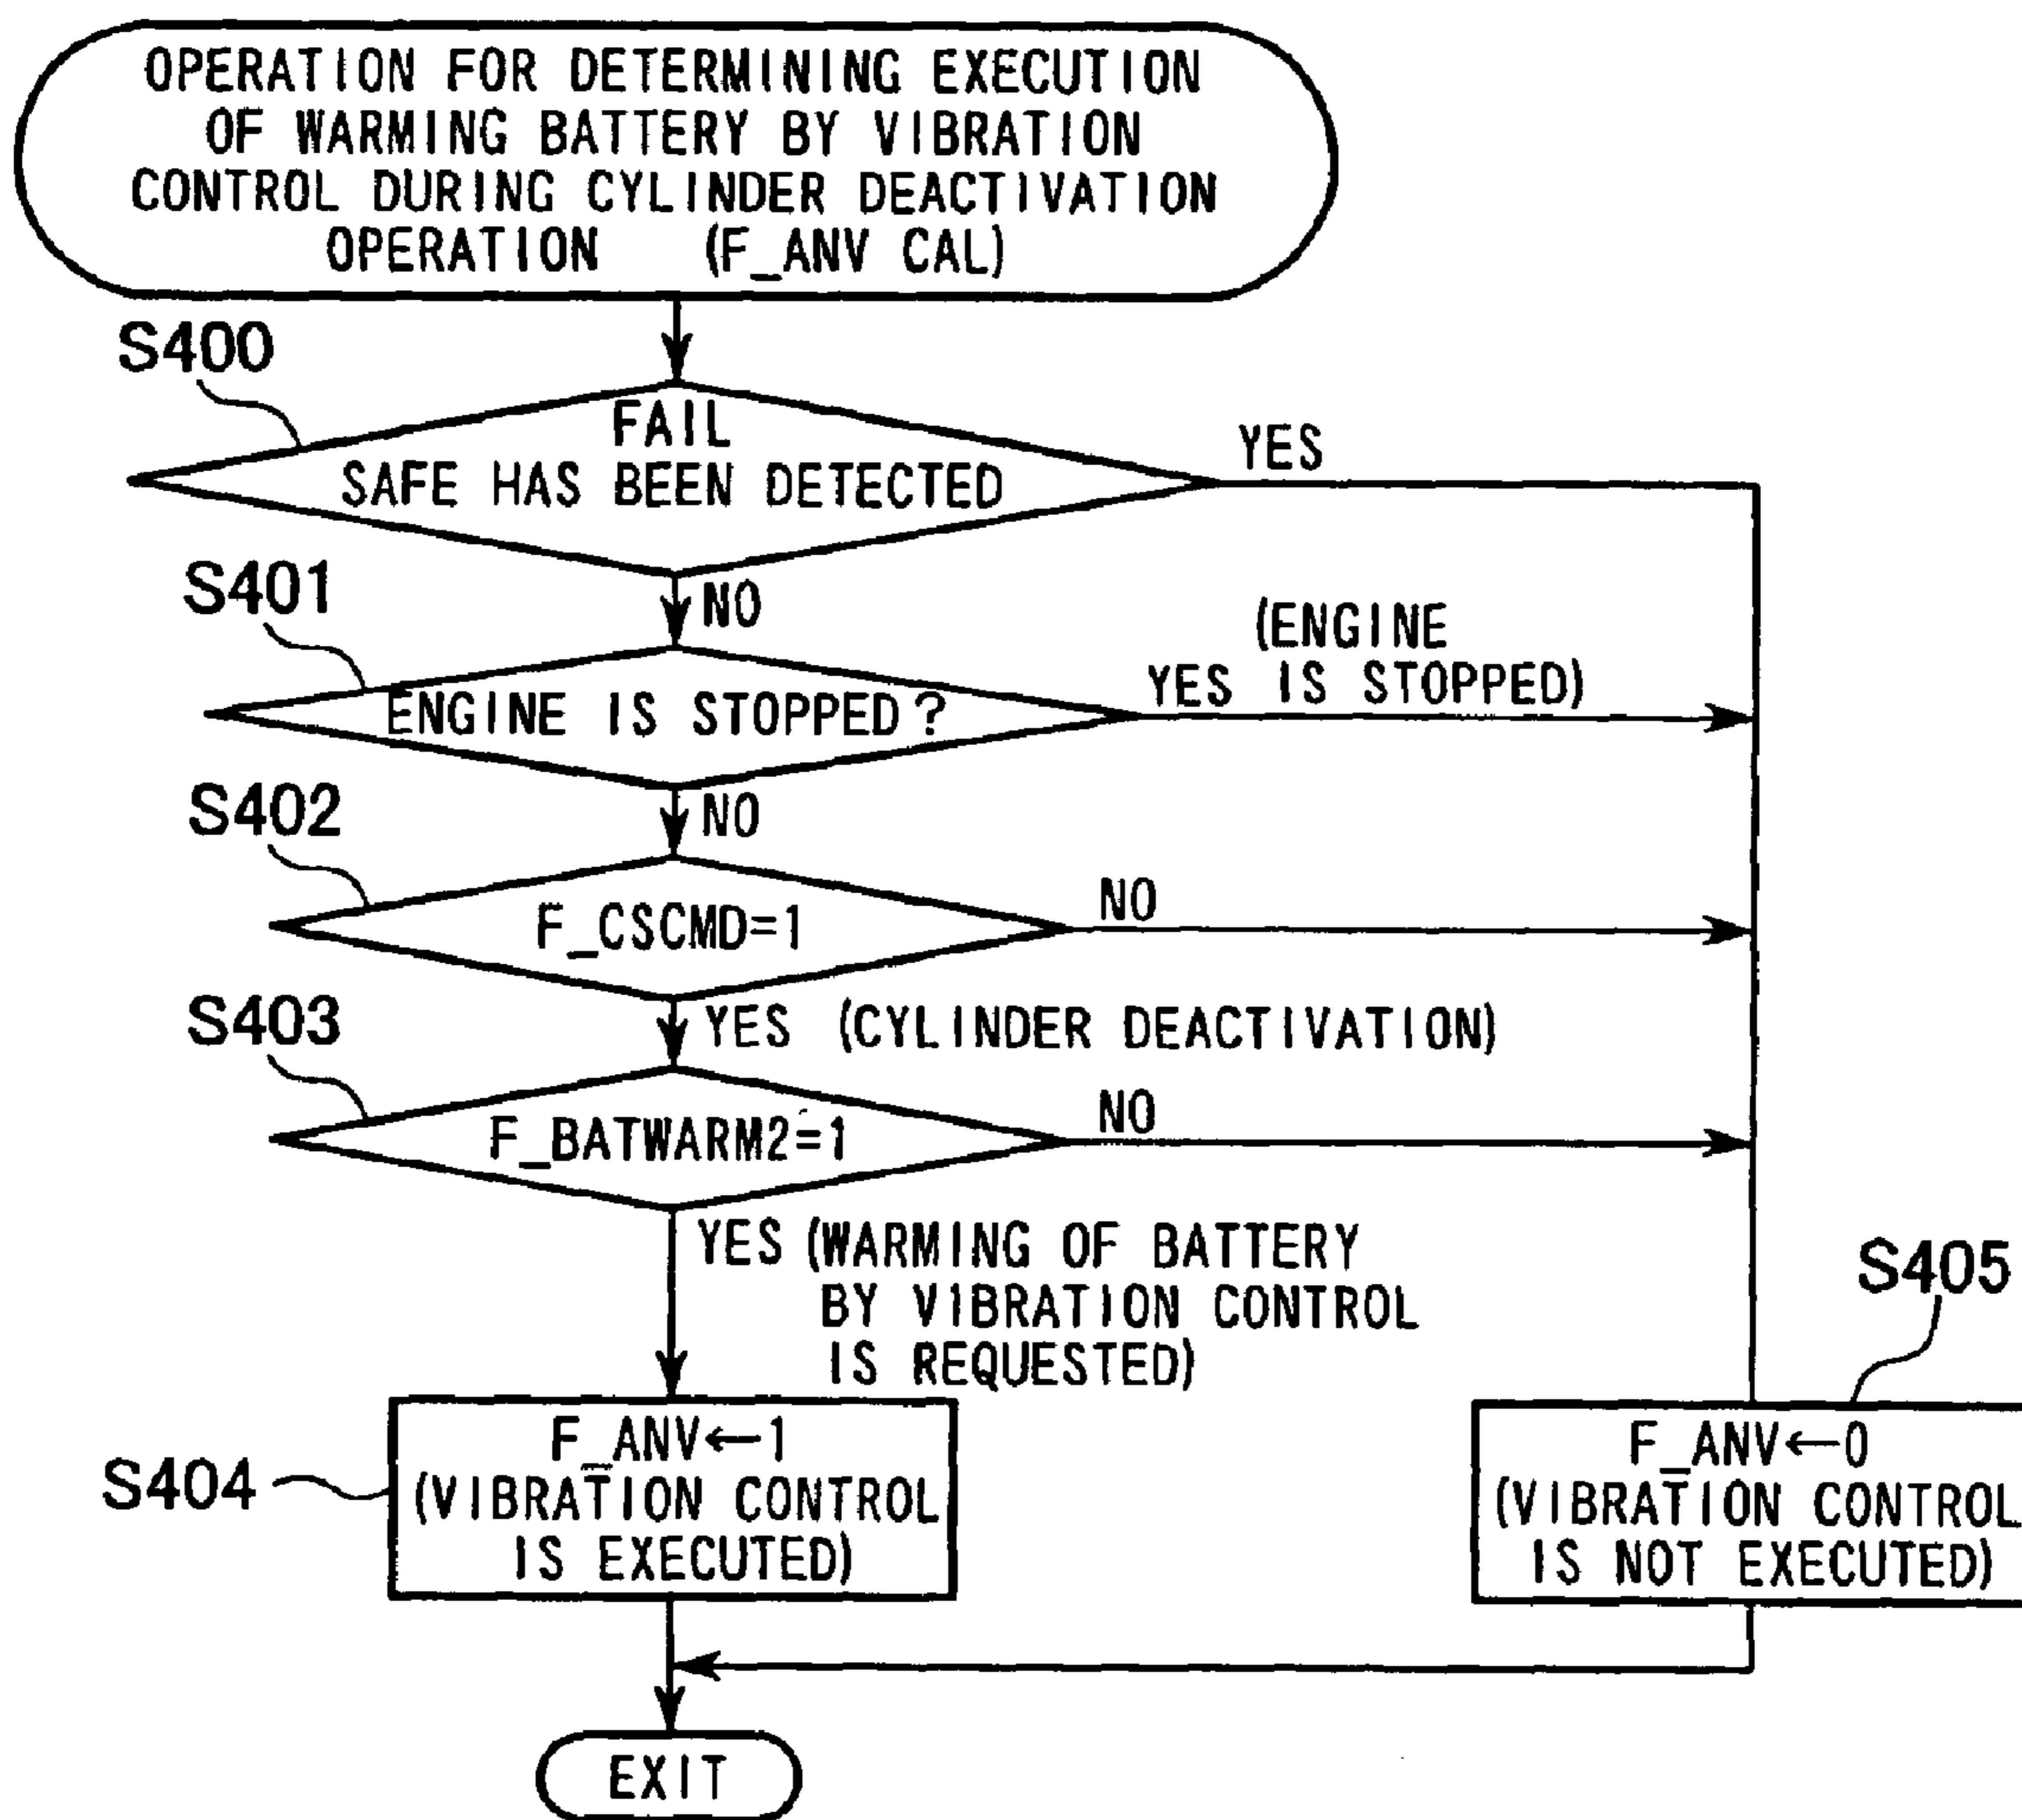 OPERATION FOR DETERMINING EXECUTION
OF WARMING BATTERY BY VIBRATION
CONTROL DURING CYLINDER DEACTIVATION
OPERATION (F_ANV CAL)
S400
FAIL
SAFE HAS BEEN DETECTED
YES
S401
NO
ENGINE IS STOPPED?
(ENGINE
YES IS STOPPED)
S402
NO
F_CSCMD=1
NO
S403
YES (CYLINDER DEACTIVATION)
F_BATWARM2=1
NO
YES (WARMING OF BATTERY
BY VIBRATION CONTROL
IS REQUESTED)
S404
F_ANV←1
(VIBRATION CONTROL
IS EXECUTED)
S405
F_ANV←0
(VIBRATION CONTROL
IS NOT EXECUTED)
EXIT